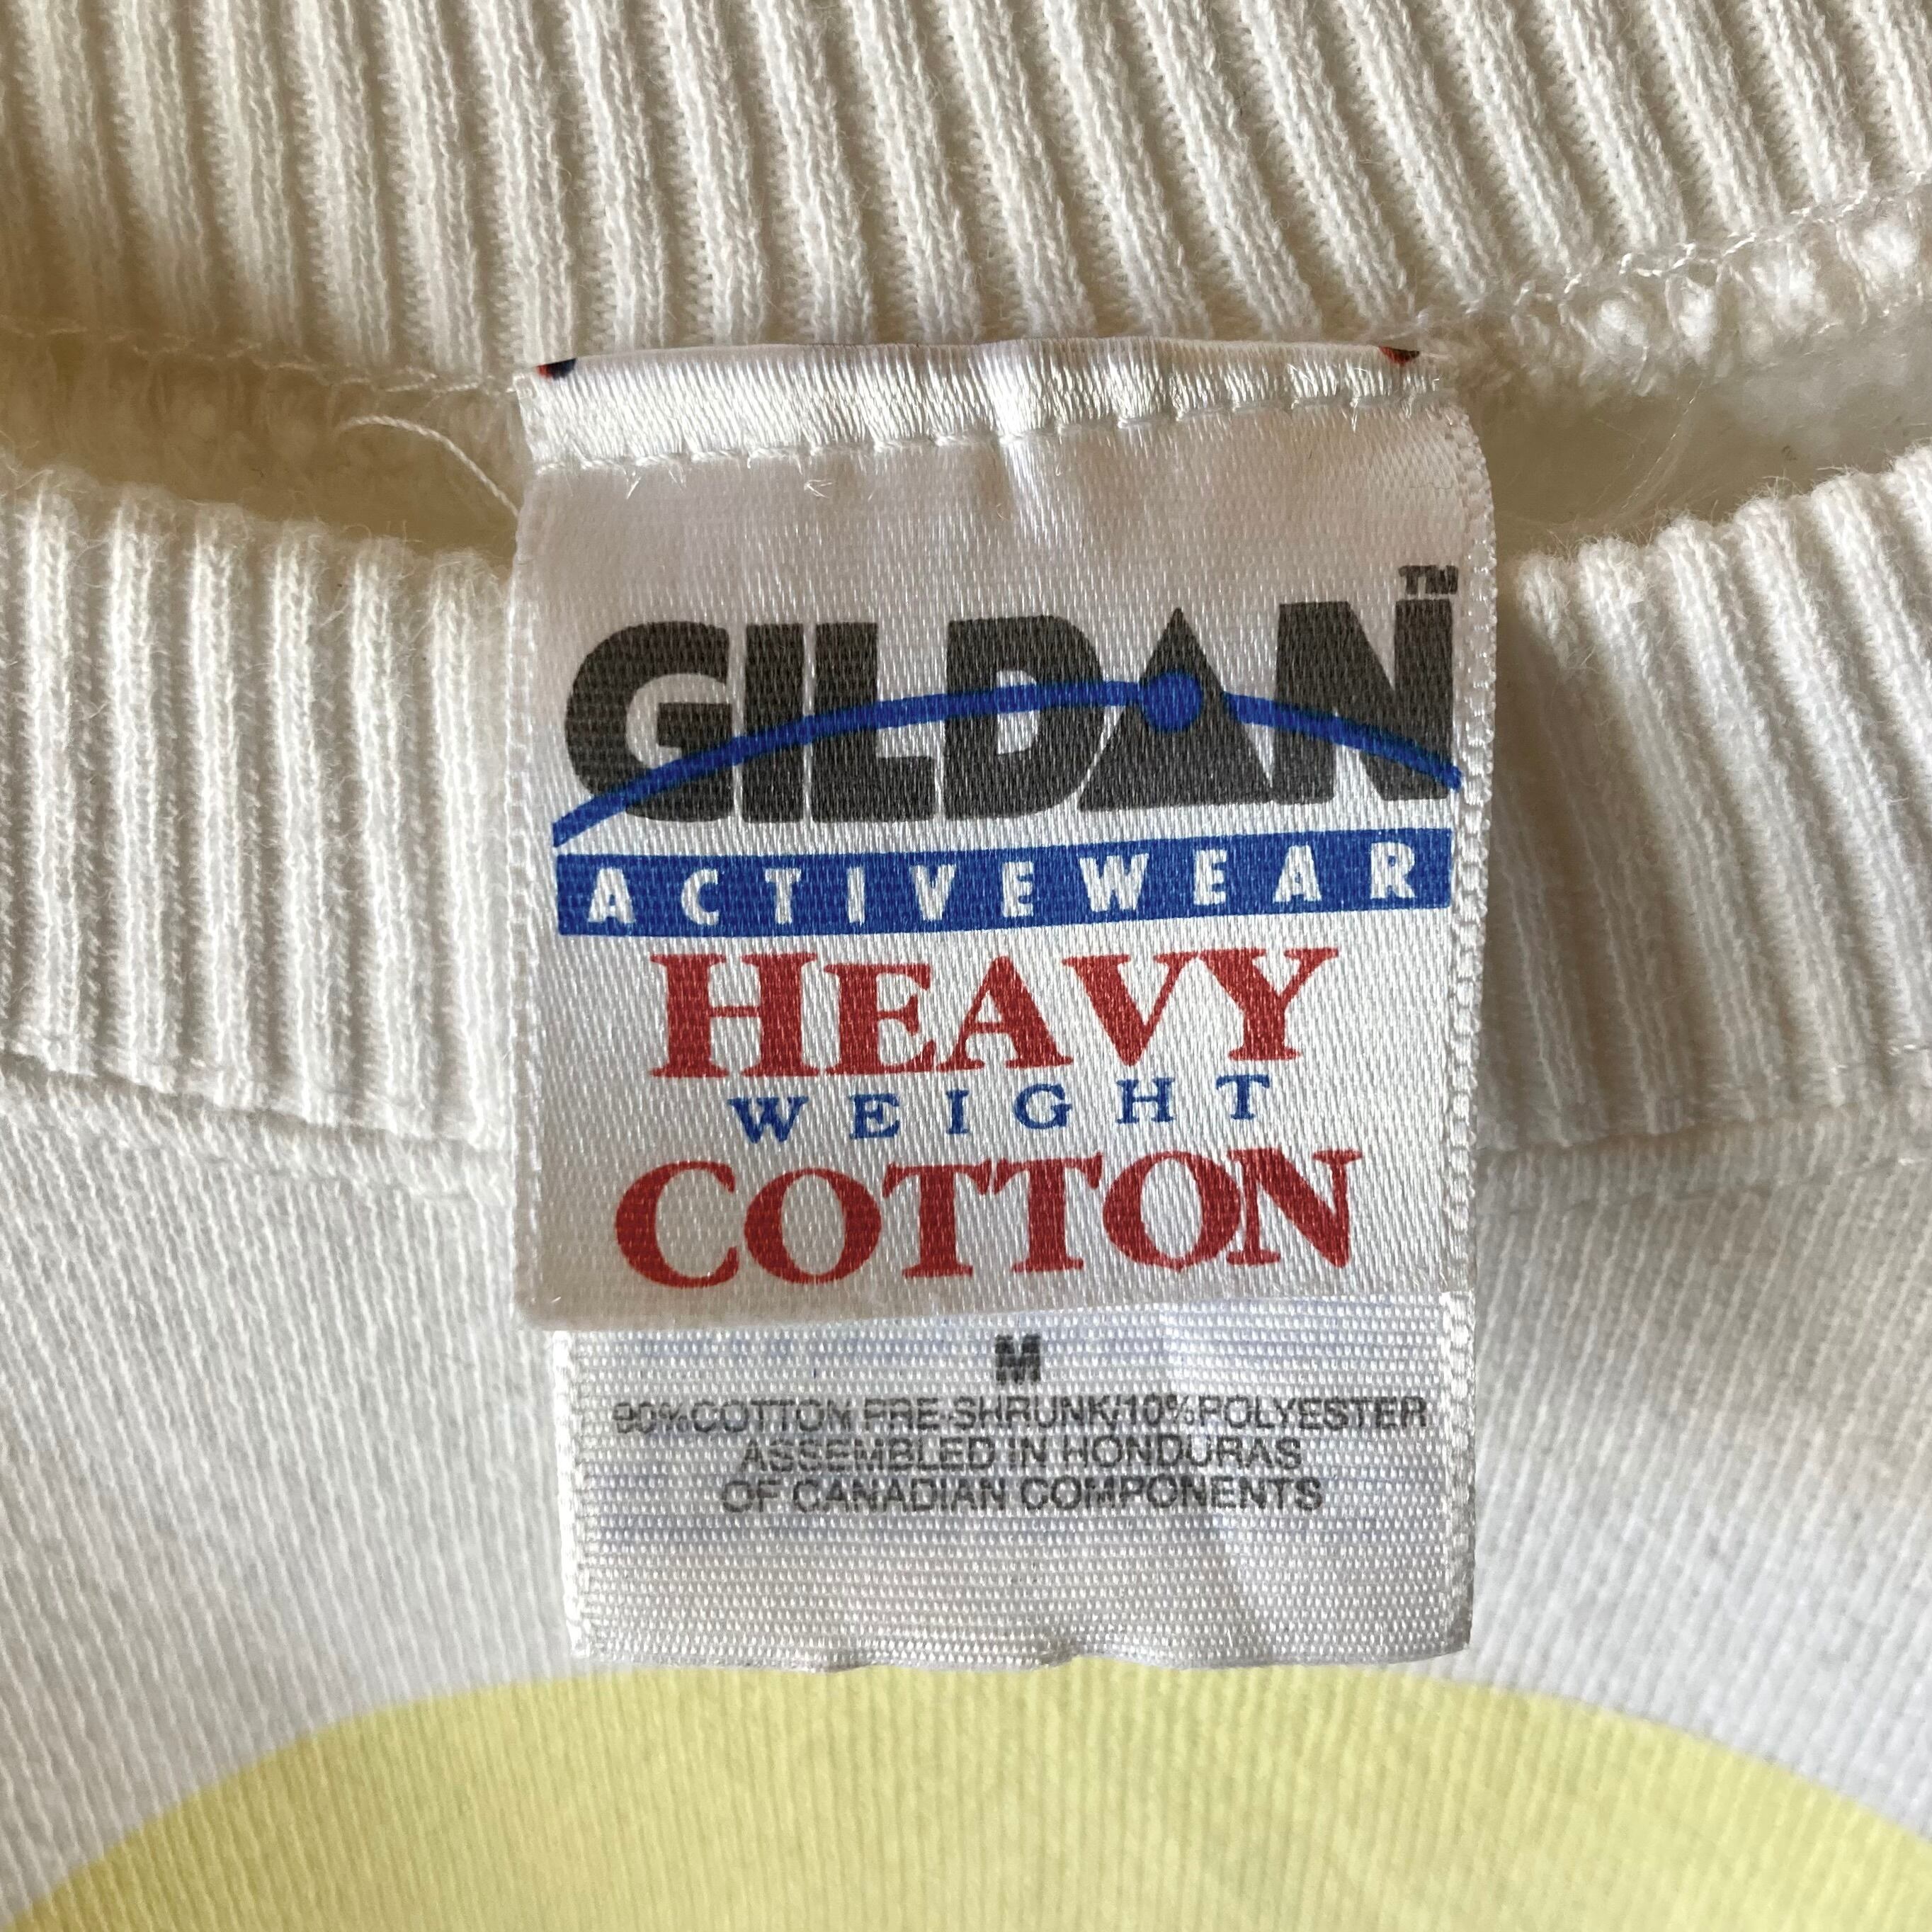 GILDAN™
ACTIVEWEAR
HEAVY
WEIGHT
COTTON
M
90%COTTON PRE-SHRUNK/10%POLYESTER
ASSEMBLED IN HONDURAS
OF CANADIAN COMPONENTS